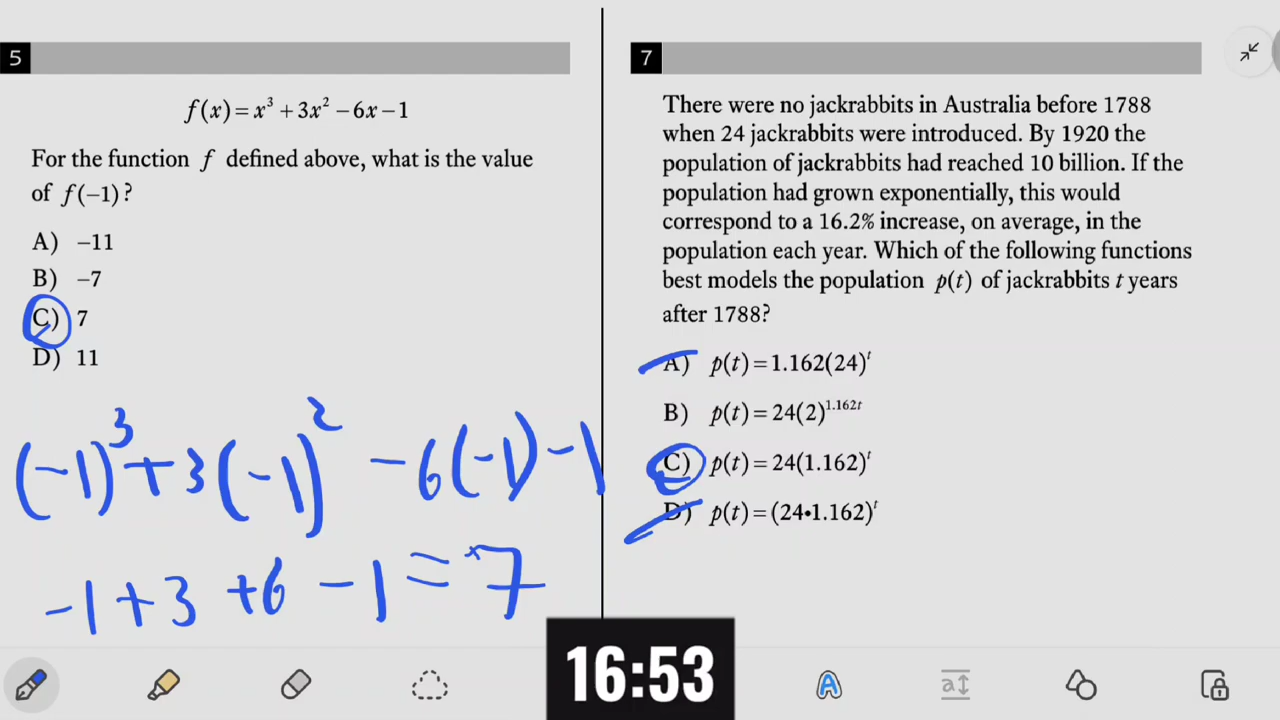 5
f(x) = x³ + 3x² − 6x − 1
For the function f defined above, what is the value
of f(−1)?
A) −11
B) −7
C) 7
D) 11
(-1)³ + 3(-1)² - 6(-1) - 1
-1 + 3 + 6 - 1 = 7
7
There were no jackrabbits in Australia before 1788
when 24 jackrabbits were introduced. By 1920 the
population of jackrabbits had reached 10 billion. If the
population had grown exponentially, this would
correspond to a 16.2% increase, on average, in the
population each year. Which of the following functions
best models the population p(t) of jackrabbits t years
after 1788?
A) p(t) = 1.162(24)ᵗ
B) p(t) = 24(2)^1.162t
C) p(t) = 24(1.162)ᵗ
D) p(t) = (24•1.162)ᵗ
16:53
A
a